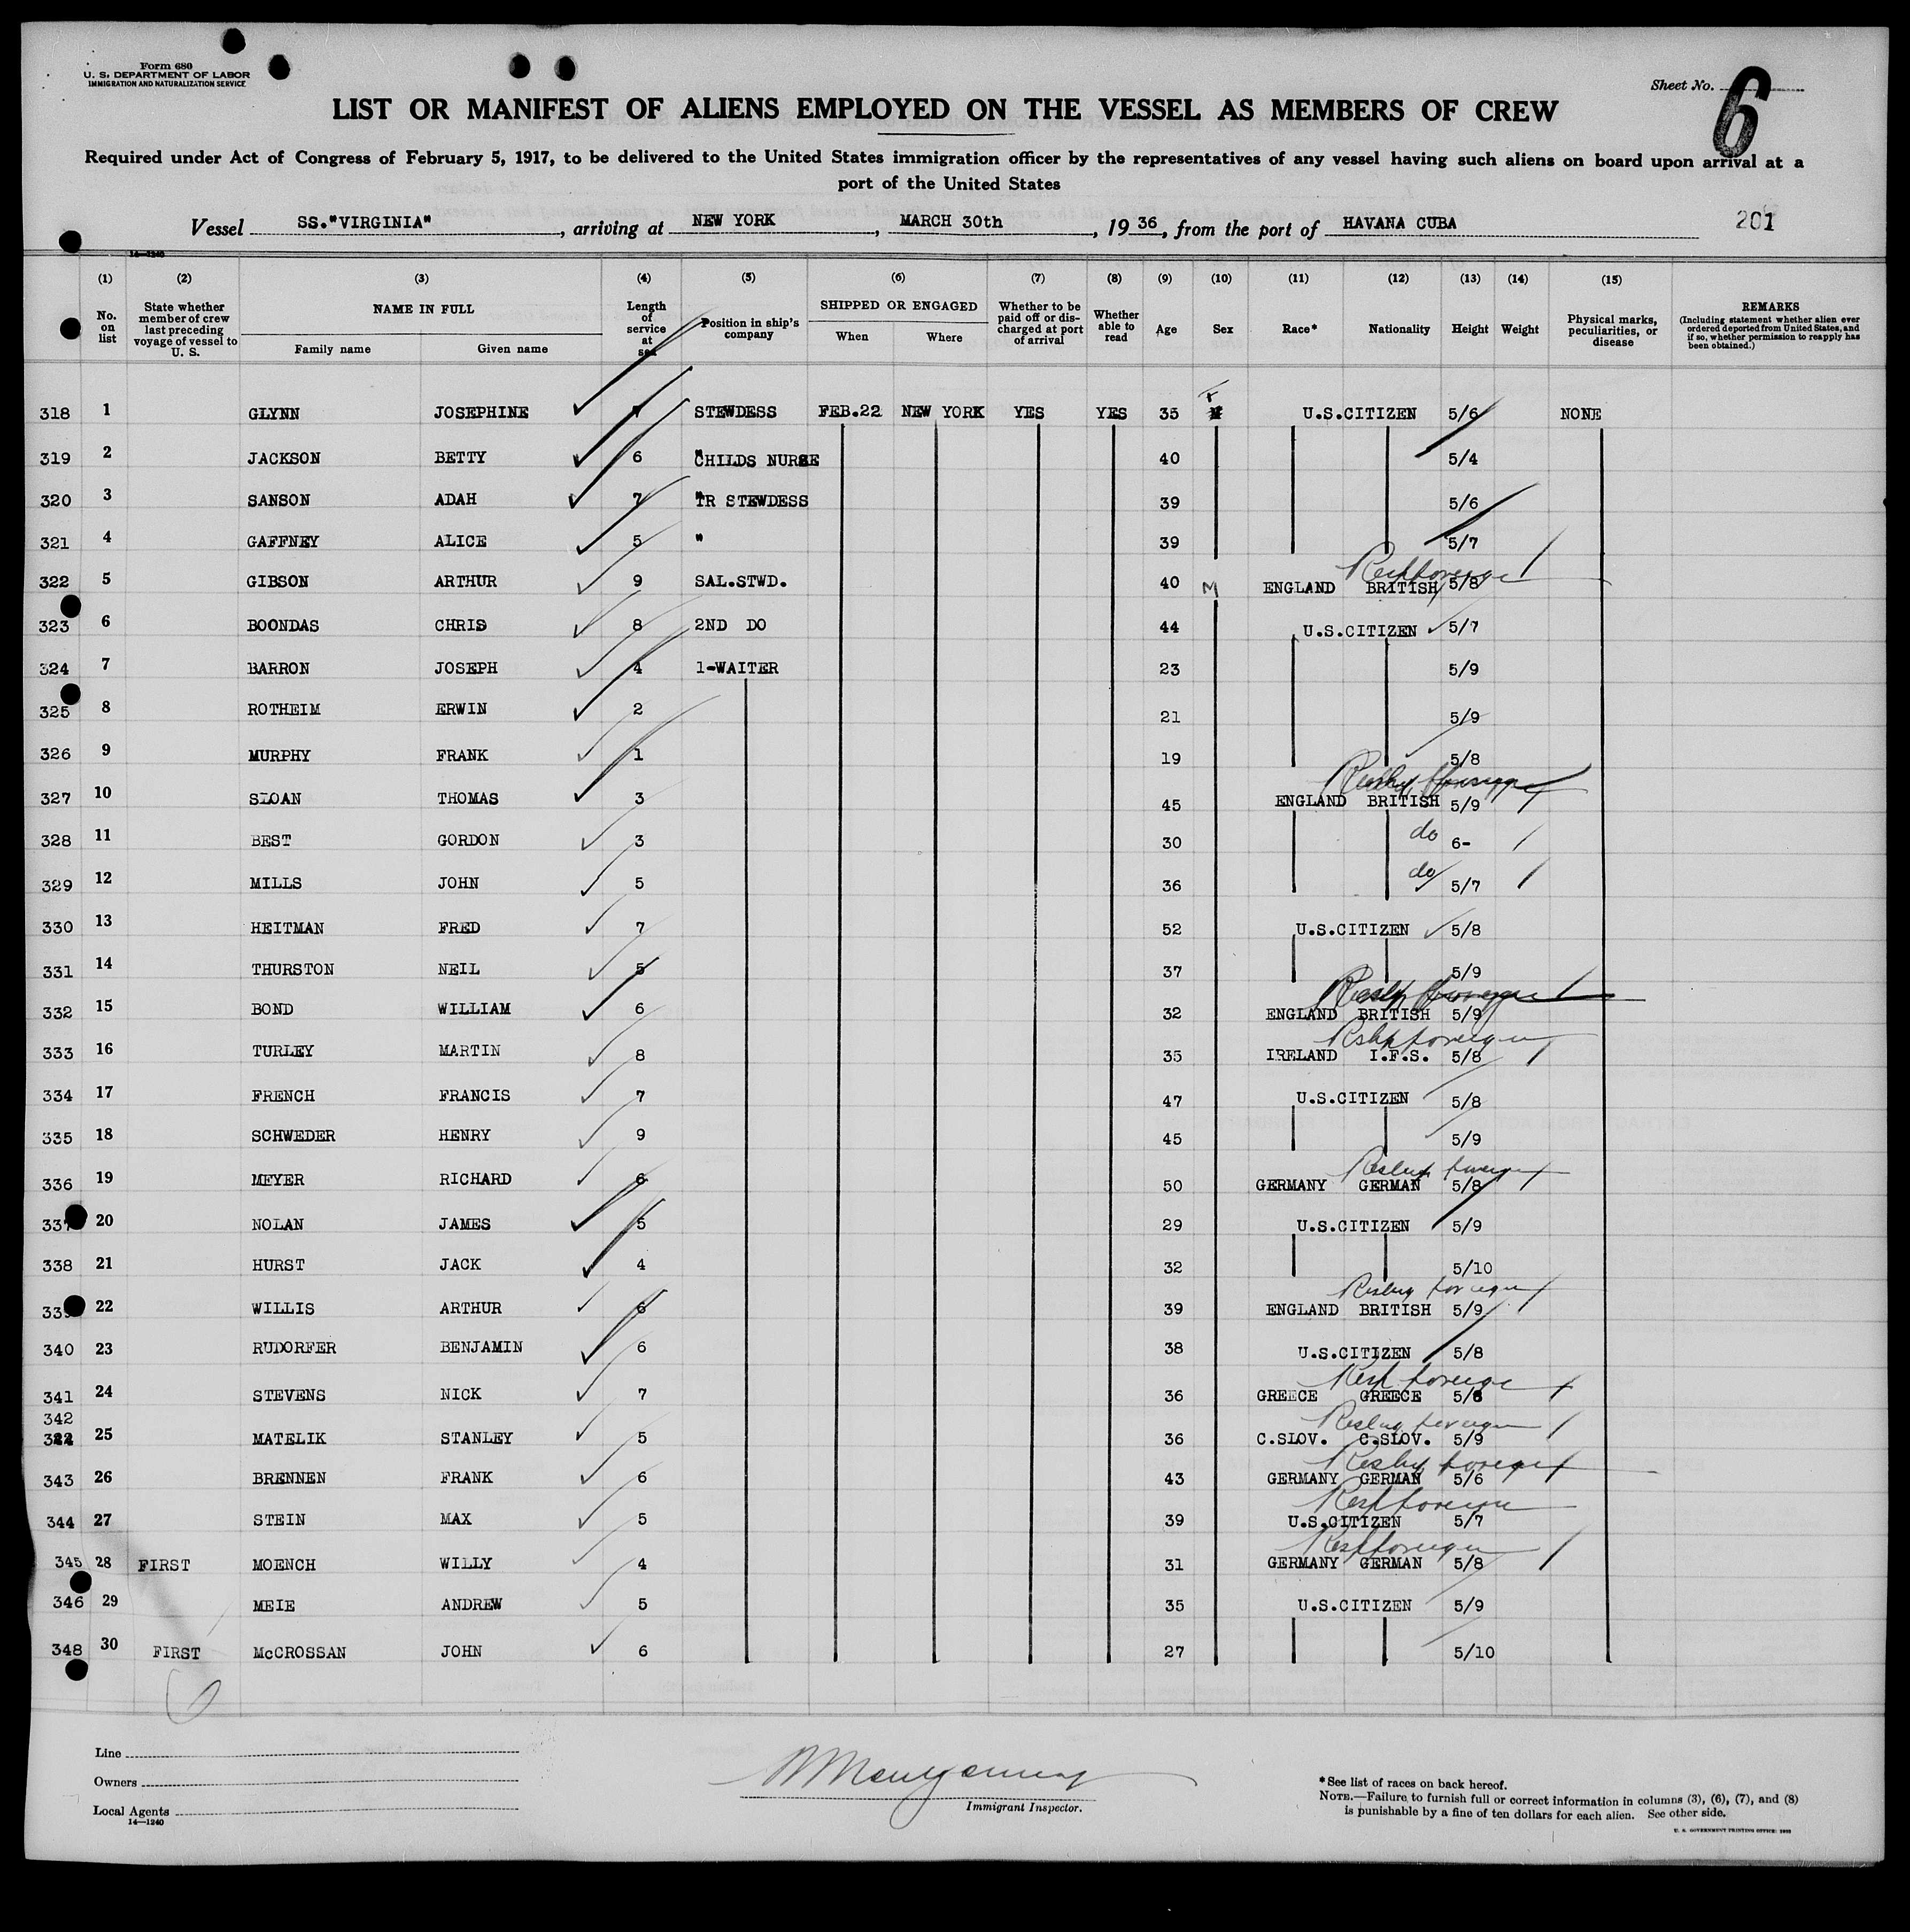 Form 680
U. S. DEPARTMENT OF LABOR
IMMIGRATION AND NATURALIZATION SERVICE
Sheet No. 6
LIST OR MANIFEST OF ALIENS EMPLOYED ON THE VESSEL AS MEMBERS OF CREW
Required under Act of Congress of February 5, 1917, to be delivered to the United States immigration officer by the representatives of any vessel having such aliens on board upon arrival at a
port of the United States
Vessel SS."VIRGINIA", arriving at NEW YORK, MARCH 30th, 1936, from the port of HAVANA CUBA 201
14—1240
(1) (2) (3) (4) (5) (6) (7) (8) (9) (10) (11) (12) (13) (14) (15)
No. on list State whether member of crew last preceding voyage of vessel to U. S. NAME IN FULL Family name Given name Length of service at sea Position in ship's company SHIPPED OR ENGAGED When Where Whether to be paid off or discharged at port of arrival Whether able to read Age Sex Race* Nationality Height Weight Physical marks, peculiarities, or disease REMARKS (Including statement whether alien ever ordered deported from United States, and if so, whether permission to reapply has been obtained.)
318 1 GLYNN JOSEPHINE STEWDESS FEB.22 NEW YORK YES YES 35 F U.S.CITIZEN 5/6 NONE
319 2 JACKSON BETTY 6 CHILDS NURSE 40 5/4
320 3 SANSON ADAH 7 TR STEWDESS 39 5/6
321 4 GAFFNEY ALICE 5 " 39 5/7
322 5 GIBSON ARTHUR 9 SAL.STWD. 40 M ENGLAND BRITISH 5/8
323 6 BOONDAS CHRIS 8 2ND DO 44 U.S.CITIZEN 5/7
324 7 BARRON JOSEPH 4 1-WAITER 23 5/9
325 8 ROTHEIM ERWIN 2 21 5/9
326 9 MURPHY FRANK 1 19 5/8
327 10 SLOAN THOMAS 3 45 ENGLAND BRITISH 5/9
328 11 BEST GORDON 3 30 do 6-
329 12 MILLS JOHN 5 36 do 5/7
330 13 HEITMAN FRED 7 52 U.S.CITIZEN 5/8
331 14 THURSTON NEIL 5 37 5/9
332 15 BOND WILLIAM 6 32 ENGLAND BRITISH 5/9
333 16 TURLEY MARTIN 8 35 IRELAND I.F.S. 5/8
334 17 FRENCH FRANCIS 7 47 U.S.CITIZEN 5/8
335 18 SCHWEDER HENRY 9 45 5/9
336 19 MEYER RICHARD 6 50 GERMANY GERMAN 5/8
337 20 NOLAN JAMES 5 29 U.S.CITIZEN 5/9
338 21 HURST JACK 4 32 5/10
339 22 WILLIS ARTHUR 6 39 ENGLAND BRITISH 5/9
340 23 RUDORFER BENJAMIN 6 38 U.S.CITIZEN 5/8
341 24 STEVENS NICK 7 36 GREECE GREECE 5/8
342
25 MATELIK STANLEY 5 36 C.SLOV. C.SLOV. 5/9
343 26 BRENNEN FRANK 6 43 GERMANY GERMAN 5/6
344 27 STEIN MAX 5 39 U.S.CITIZEN 5/7
345 28 FIRST MOENCH WILLY 4 31 GERMANY GERMAN 5/8
346 29 MEIE ANDREW 5 35 U.S.CITIZEN 5/9
348 30 FIRST McCROSSAN JOHN 6 27 5/10
Line
Owners
Local Agents
14—1240
Immigrant Inspector.
*See list of races on back hereof.
NOTE.—Failure to furnish full or correct information in columns (3), (6), (7), and (8)
is punishable by a fine of ten dollars for each alien. See other side.